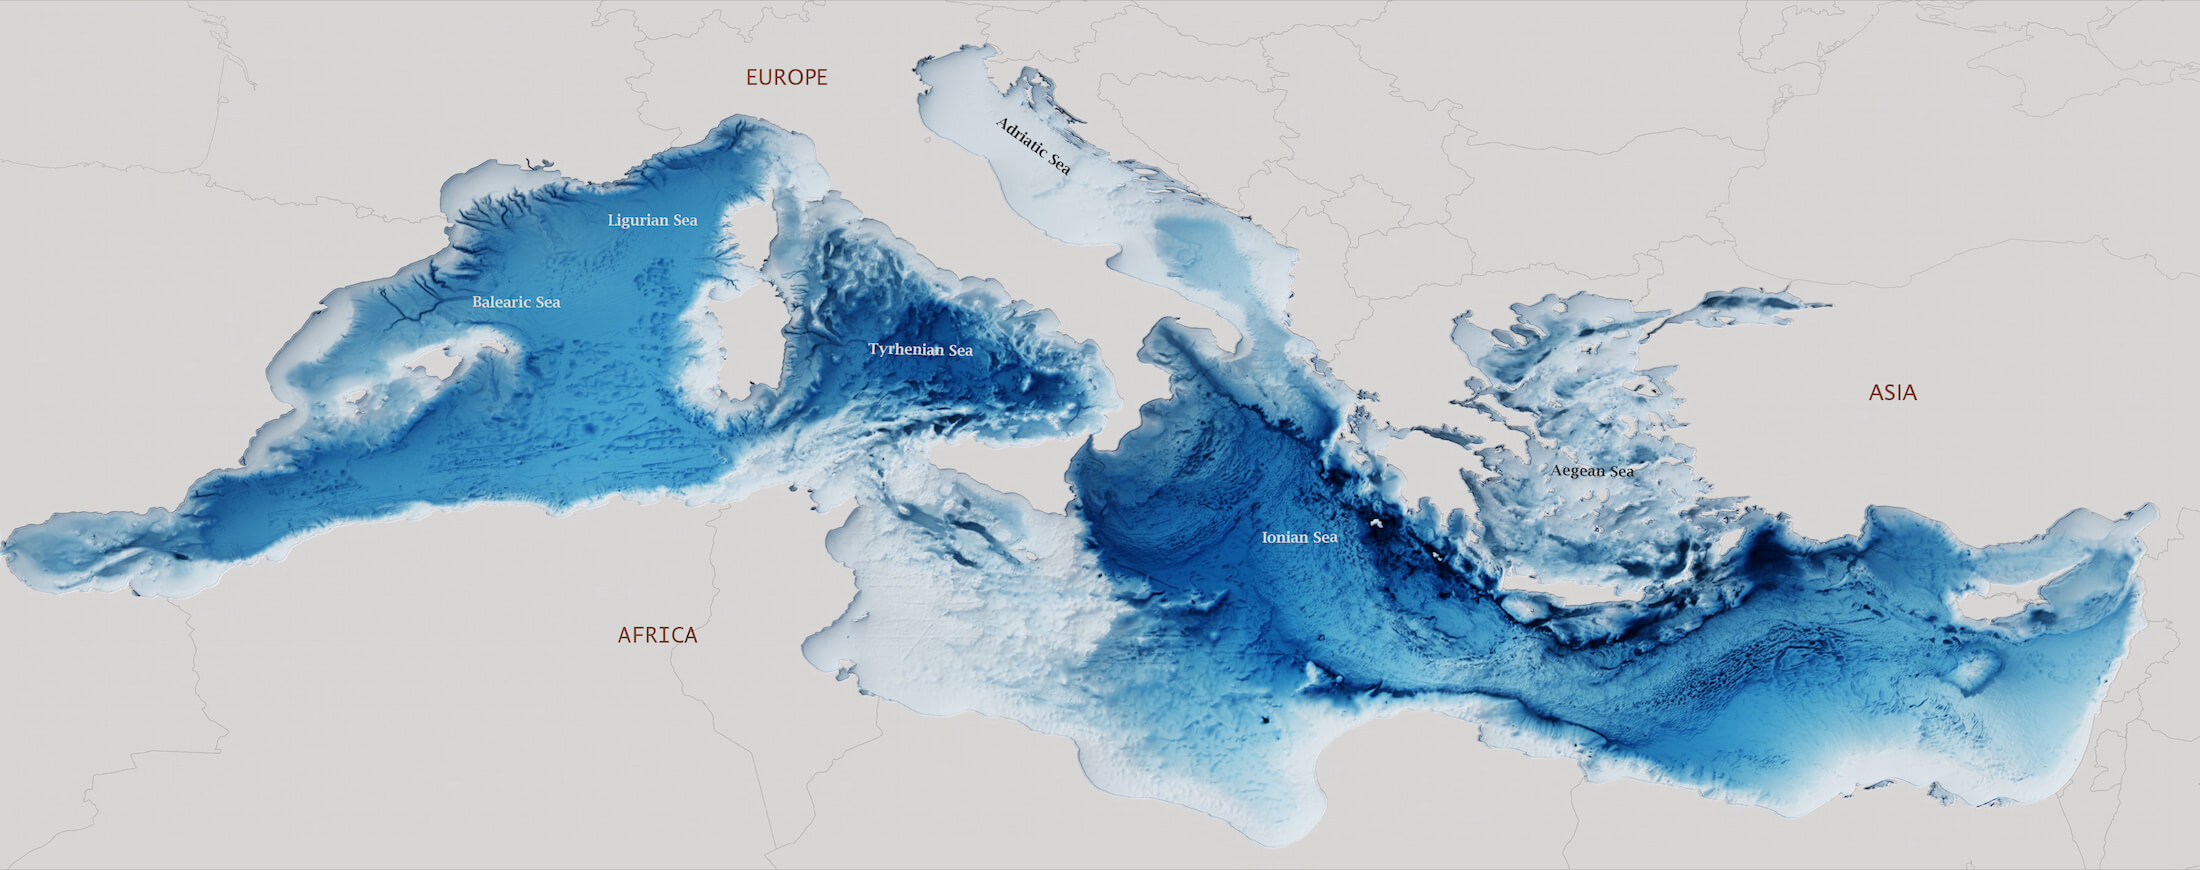 EUROPE
Adriatic Sea
Ligurian Sea
Balearic Sea
Tyrhenian Sea
ASIA
Aegean Sea
Ionian Sea
AFRICA